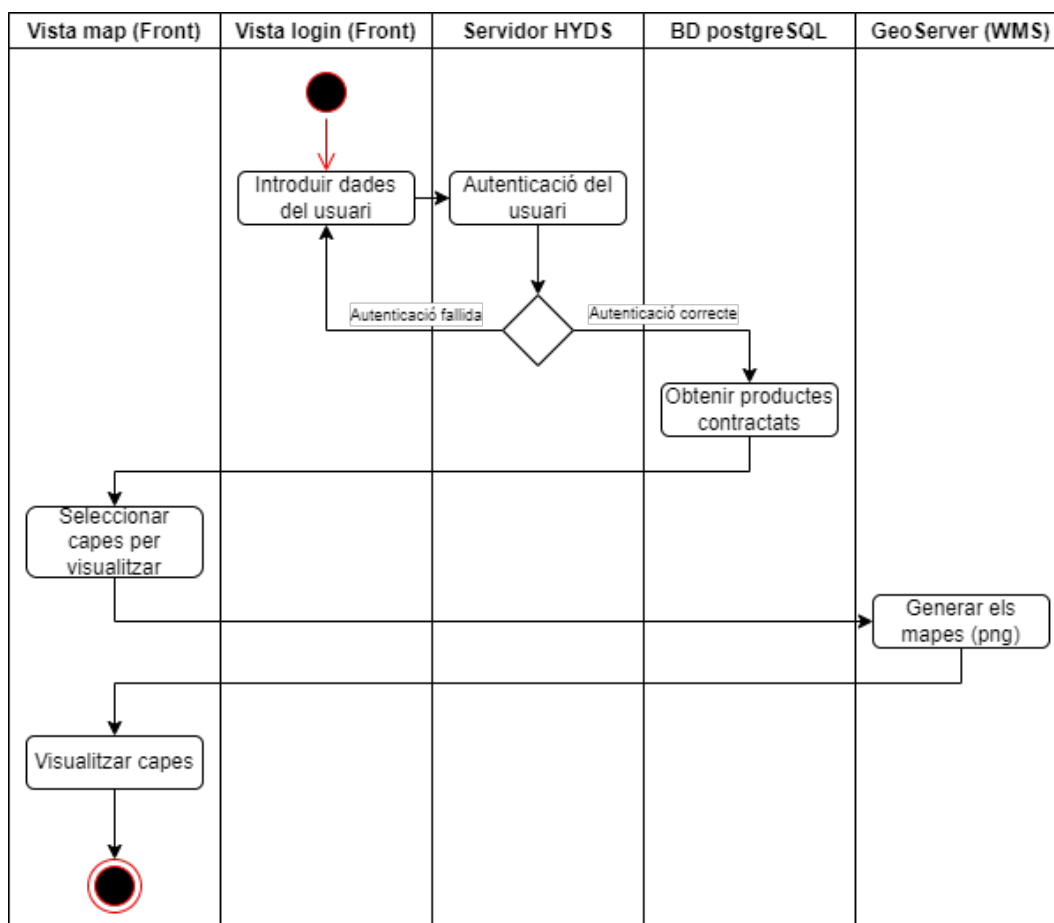 Vista map (Front)
Vista login (Front)
Servidor HYDS
BD postgreSQL
GeoServer (WMS)
Introduir dades
del usuari
Autenticació del
usuari
Autenticació fallida
Autenticació correcte
Obtenir productes
contractats
Seleccionar
capes per
visualitzar
Generar els
mapes (png)
Visualitzar capes